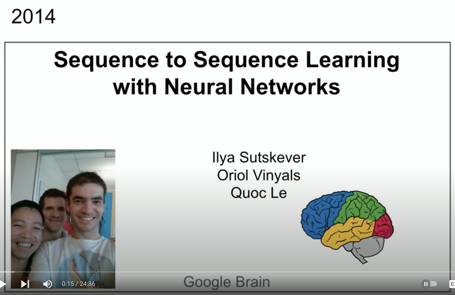 2014
Sequence to Sequence Learning
with Neural Networks
Ilya Sutskever
Oriol Vinyals
Quoc Le
Google Brain
0:15 / 24:36